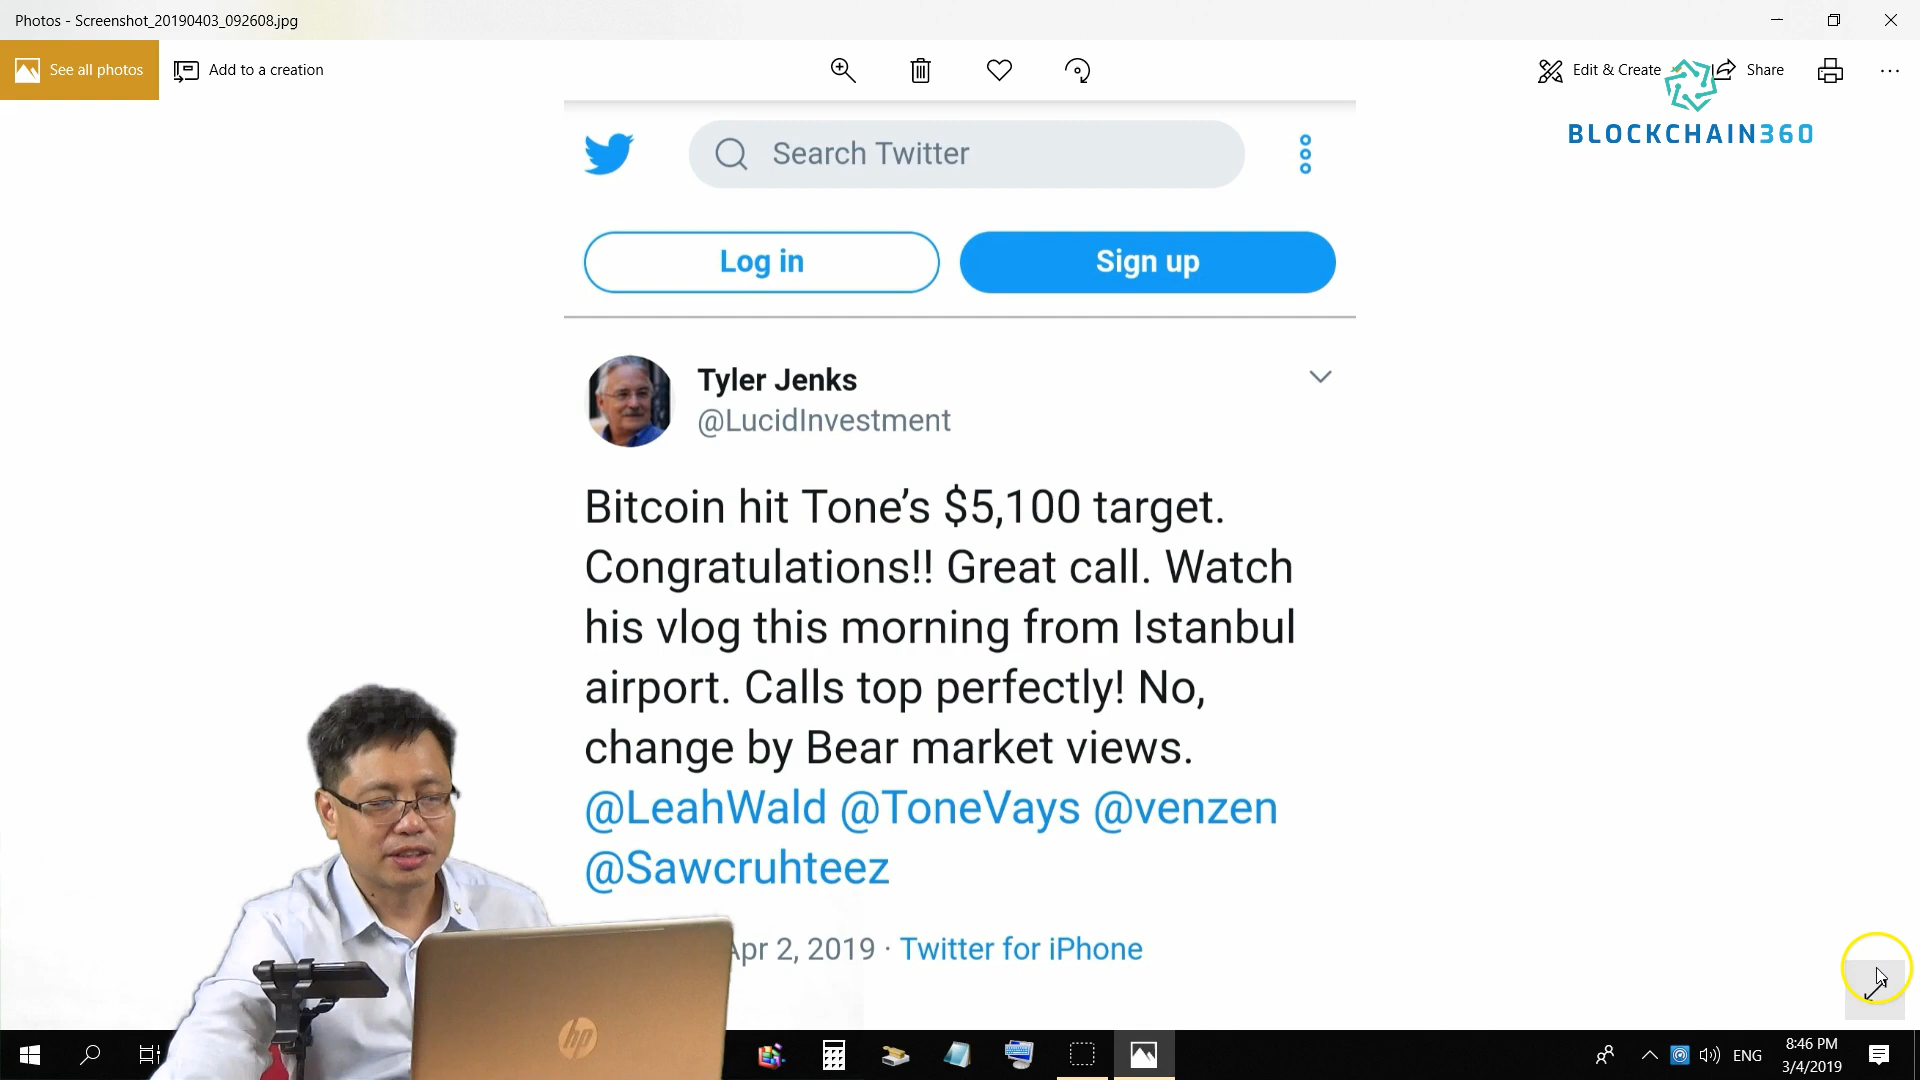 Photos - Screenshot_20190403_092608.jpg
See all photos
Add to a creation
Edit & Create
Share
BLOCKCHAIN360
Search Twitter
Log in
Sign up
Tyler Jenks
@LucidInvestment
Bitcoin hit Tone's $5,100 target.
Congratulations!! Great call. Watch
his vlog this morning from Istanbul
airport. Calls top perfectly! No,
change by Bear market views.
@LeahWald @ToneVays @venzen
@Sawcruhteez
Apr 2, 2019 · Twitter for iPhone
hp
ENG
8:46 PM
3/4/2019